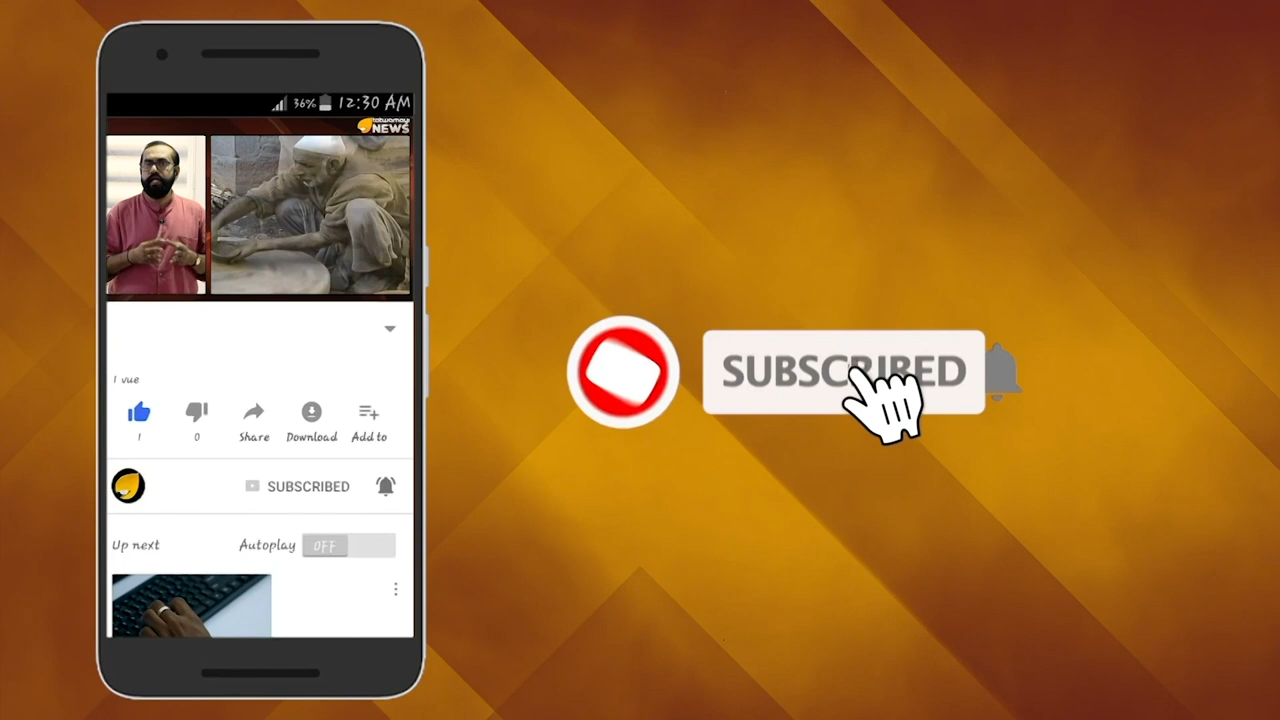 36% 12:30 AM
tatwamayi
NEWS
1 vue
1
0
Share
Download
Add to
SUBSCRIBED
Up next
Autoplay
OFF
SUBSCRIBED